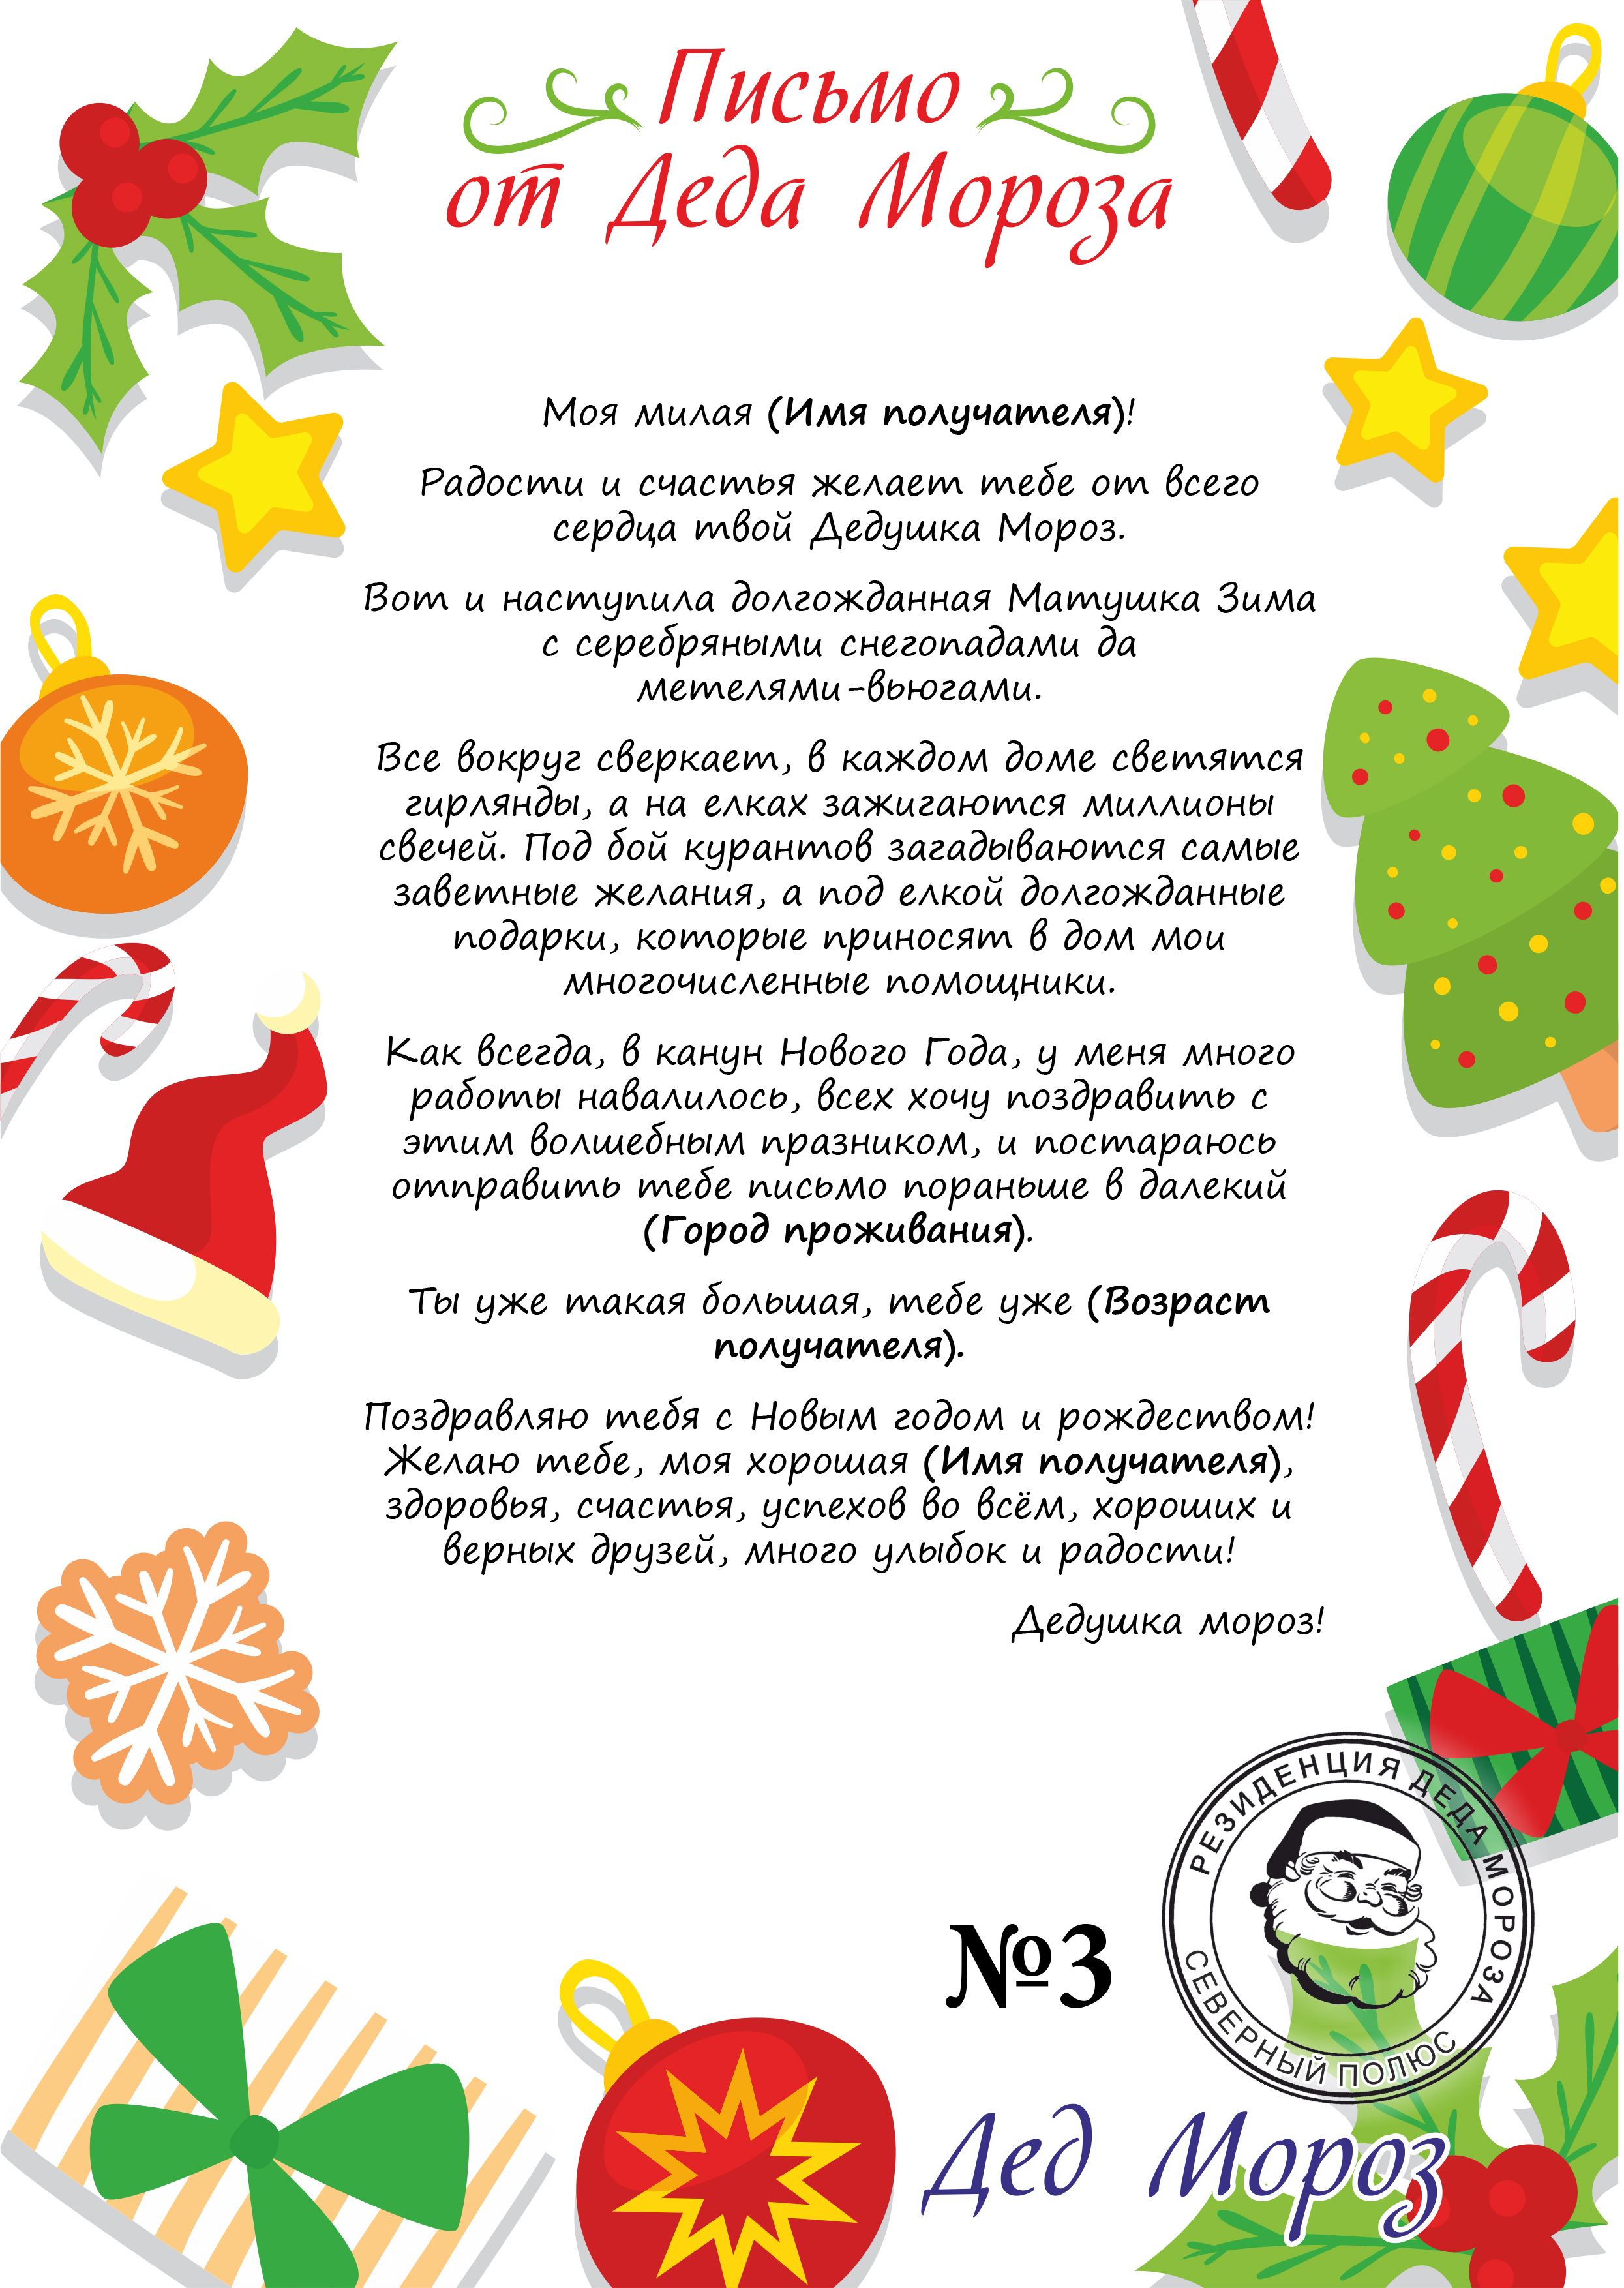 Письмо
от Деда Мороза
Моя милая (Имя получателя)!
Радости и счастья желает тебе от всего
сердца твой Дедушка Мороз.
Вот и наступила долгожданная Матушка Зима
с серебряными снегопадами да
метелями-вьюгами.
Все вокруг сверкает, в каждом доме светятся
гирлянды, а на елках зажигаются миллионы
свечей. Под бой курантов загадываются самые
заветные желания, а под елкой долгожданные
подарки, которые приносят в дом мои
многочисленные помощники.
Как всегда, в канун Нового Года, у меня много
работы навалилось, всех хочу поздравить с
этим волшебным празником, и постараюсь
отправить тебе письмо пораньше в далекий
(Город проживания).
Ты уже такая большая, тебе уже (Возраст
получателя).
Поздравляю тебя с Новым годом и рождеством!
Желаю тебе, моя хорошая (Имя получателя),
здоровья, счастья, успехов во всём, хороших и
верных друзей, много улыбок и радости!
Дедушка мороз!
РЕЗИДЕНЦИЯ ДЕДА МОРОЗА
СЕВЕРНЫЙ ПОЛЮС
№3
Дед Мороз